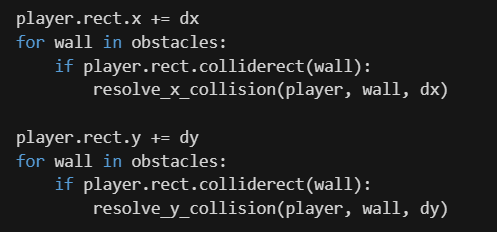 player.rect.x += dx
for wall in obstacles:
    if player.rect.colliderect(wall):
        resolve_x_collision(player, wall, dx)

player.rect.y += dy
for wall in obstacles:
    if player.rect.colliderect(wall):
        resolve_y_collision(player, wall, dy)